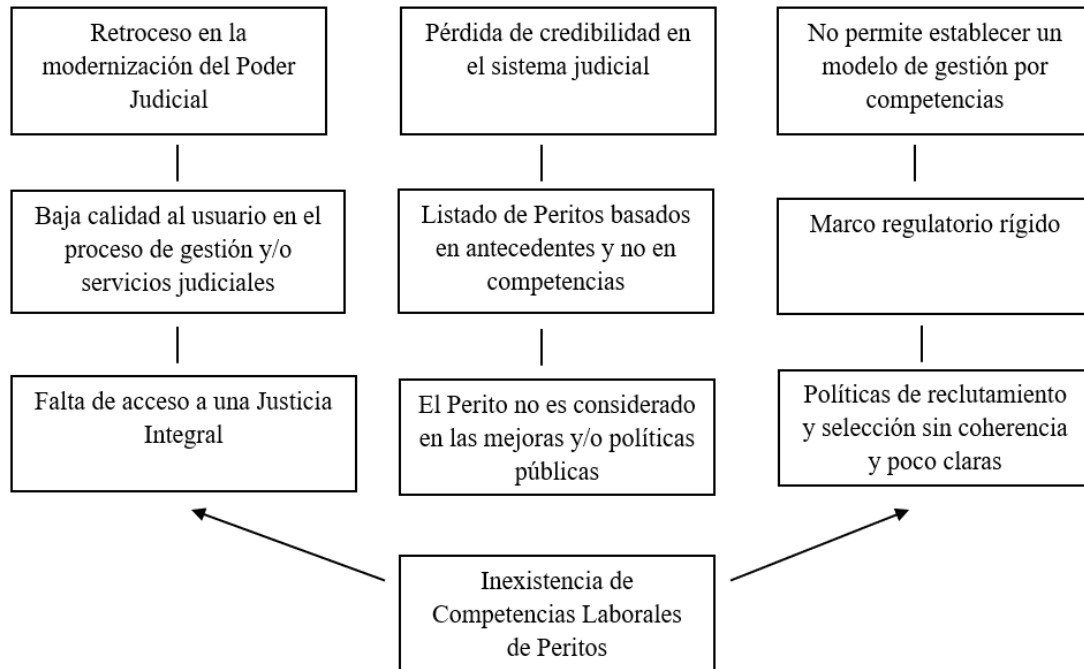 Retroceso en la
modernización del Poder
Judicial
Pérdida de credibilidad en
el sistema judicial
No permite establecer un
modelo de gestión por
competencias
Baja calidad al usuario en el
proceso de gestión y/o
servicios judiciales
Listado de Peritos basados
en antecedentes y no en
competencias
Marco regulatorio rígido
Falta de acceso a una Justicia
Integral
El Perito no es considerado
en las mejoras y/o políticas
públicas
Políticas de reclutamiento
y selección sin coherencia
y poco claras
Inexistencia de
Competencias Laborales
de Peritos